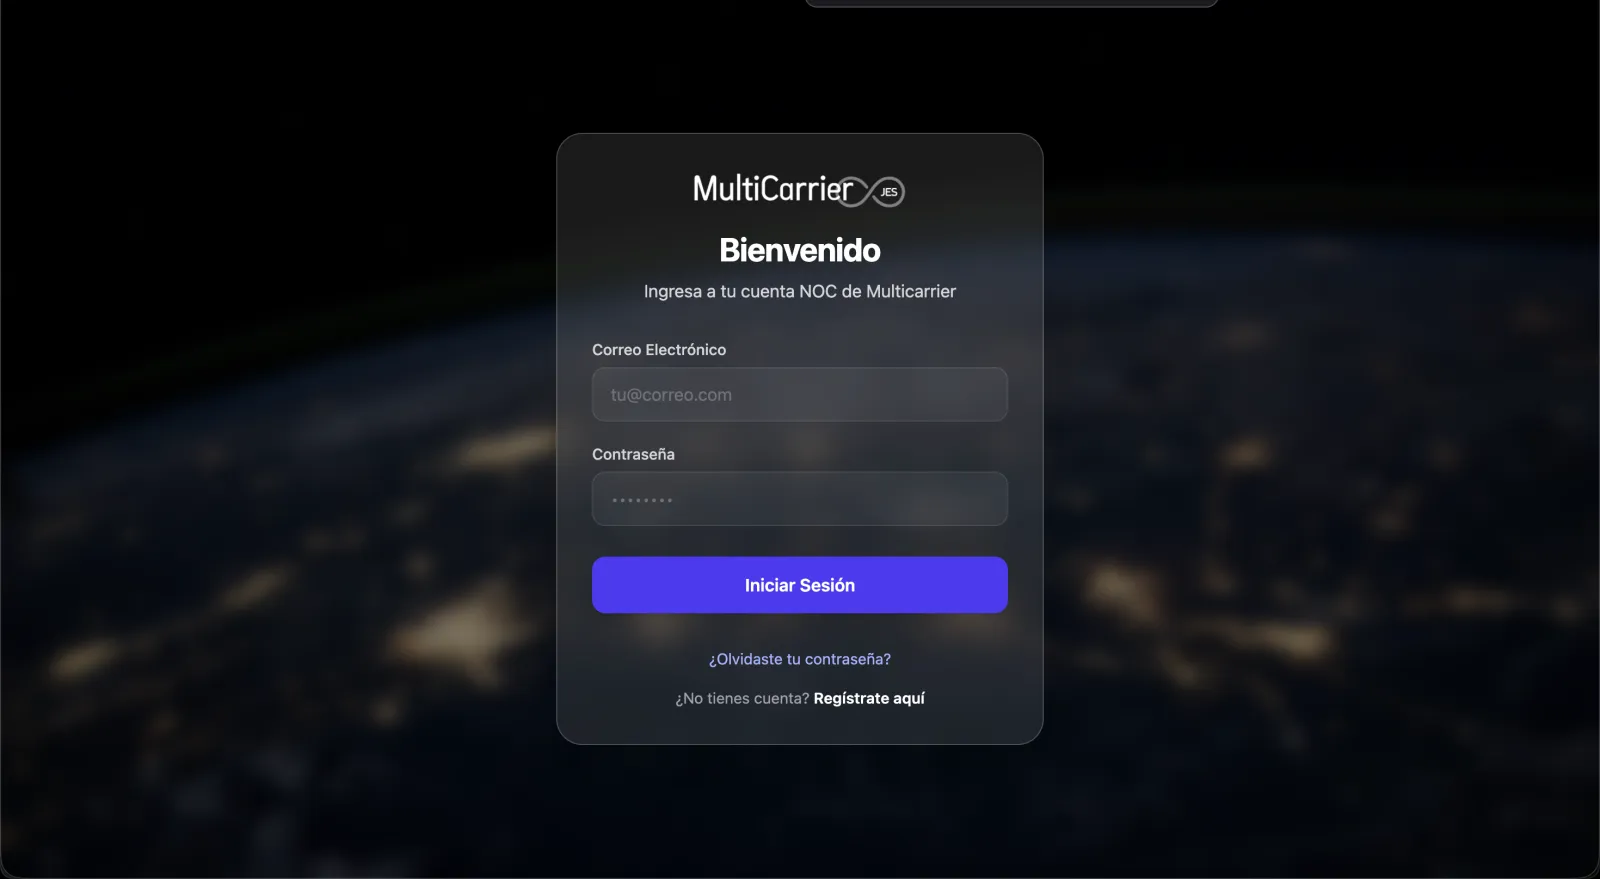 MultiCarrier JES
Bienvenido
Ingresa a tu cuenta NOC de Multicarrier
Correo Electrónico
tu@correo.com
Contraseña
••••••••
Iniciar Sesión
¿Olvidaste tu contraseña?
¿No tienes cuenta? Regístrate aquí